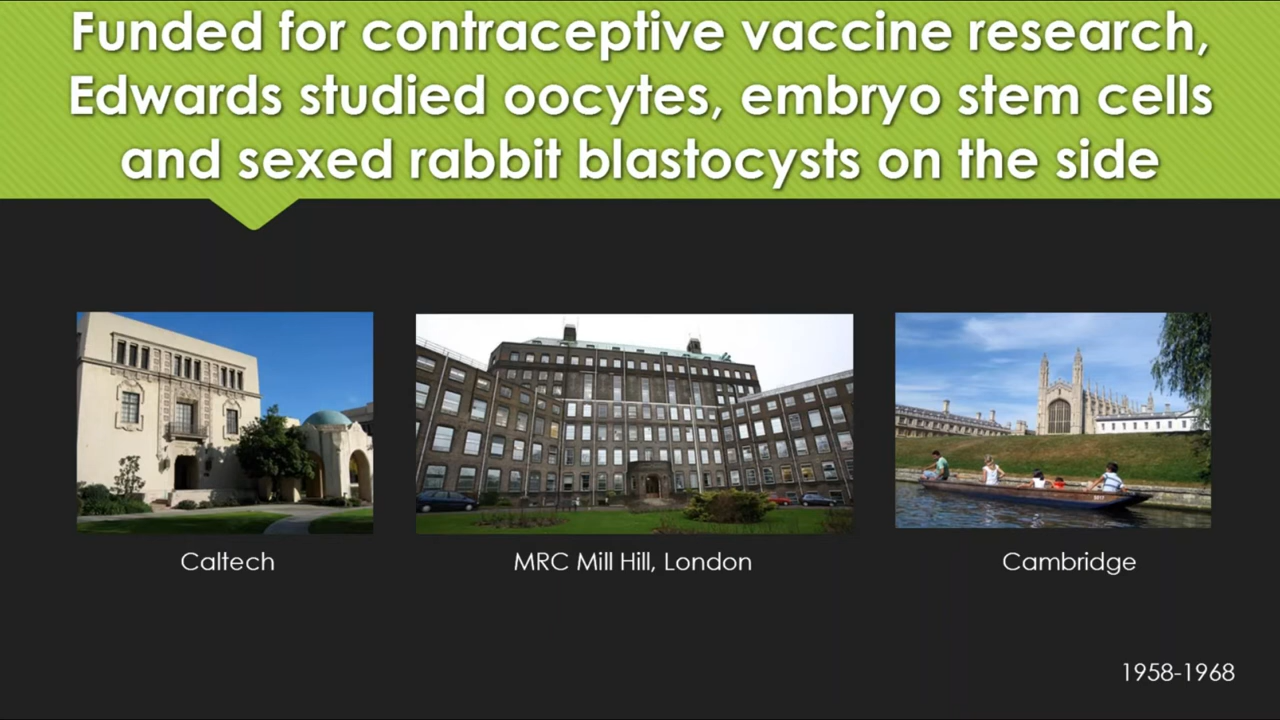 Funded for contraceptive vaccine research,
Edwards studied oocytes, embryo stem cells
and sexed rabbit blastocysts on the side
Caltech
MRC Mill Hill, London
Cambridge
1958-1968